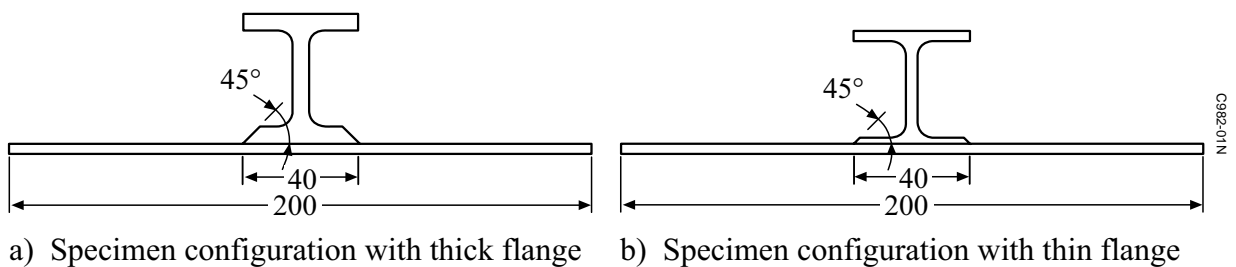 45°
40
200
a) Specimen configuration with thick flange
45°
40
200
b) Specimen configuration with thin flange
C982-01N